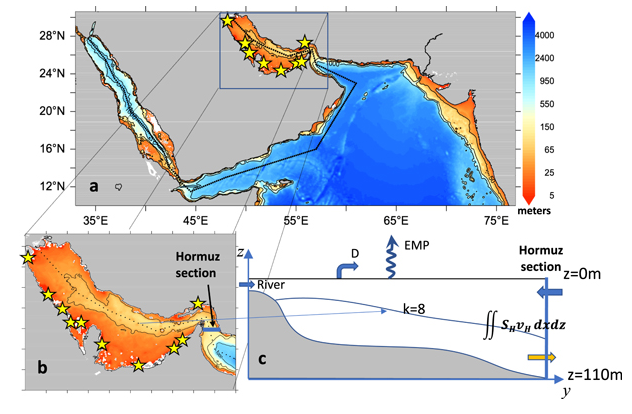 28°N
24°N
20°N
16°N
12°N
35°E
45°E
55°E
65°E
75°E
a
4000
2400
950
550
150
65
25
5
meters
Hormuz
section
b
z
River
D
EMP
Hormuz
section
z=0m
k=8
∬ S_H v_H dxdz
c
z=110m
y